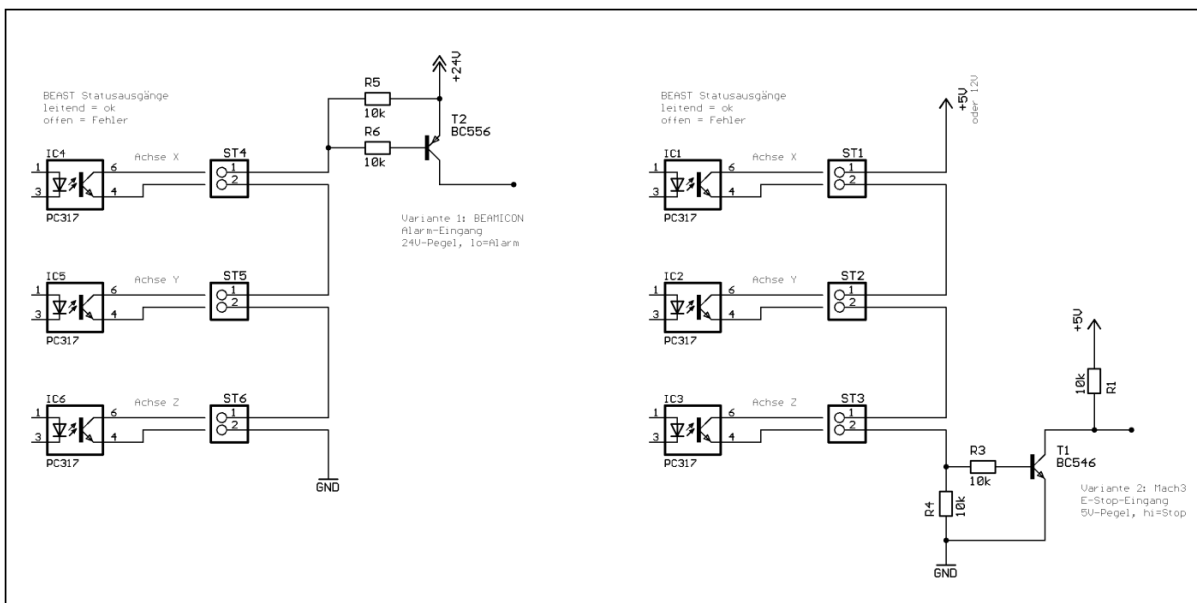 BEAST Statusausgänge
leitend = ok
offen = Fehler
R5
10k
+24V
R6
10k
T2
BC556
IC4
1
3
6
4
PC317
Achse X
ST4
1
2
Variante 1: BEAMICON
Alarm-Eingang
24V-Pegel, lo=Alarm
IC5
1
3
6
4
PC317
Achse Y
ST5
1
2
IC6
1
3
6
4
PC317
Achse Z
ST6
1
2
GND
BEAST Statusausgänge
leitend = ok
offen = Fehler
+5V
oder 12V
IC1
1
3
6
4
PC317
Achse X
ST1
1
2
IC2
1
3
6
4
PC317
Achse Y
ST2
1
2
IC3
1
3
6
4
PC317
Achse Z
ST3
1
2
+5V
10k
R1
R3
10k
T1
BC546
R4
10k
GND
Variante 2: Mach3
E-Stop-Eingang
5V-Pegel, hi=Stop